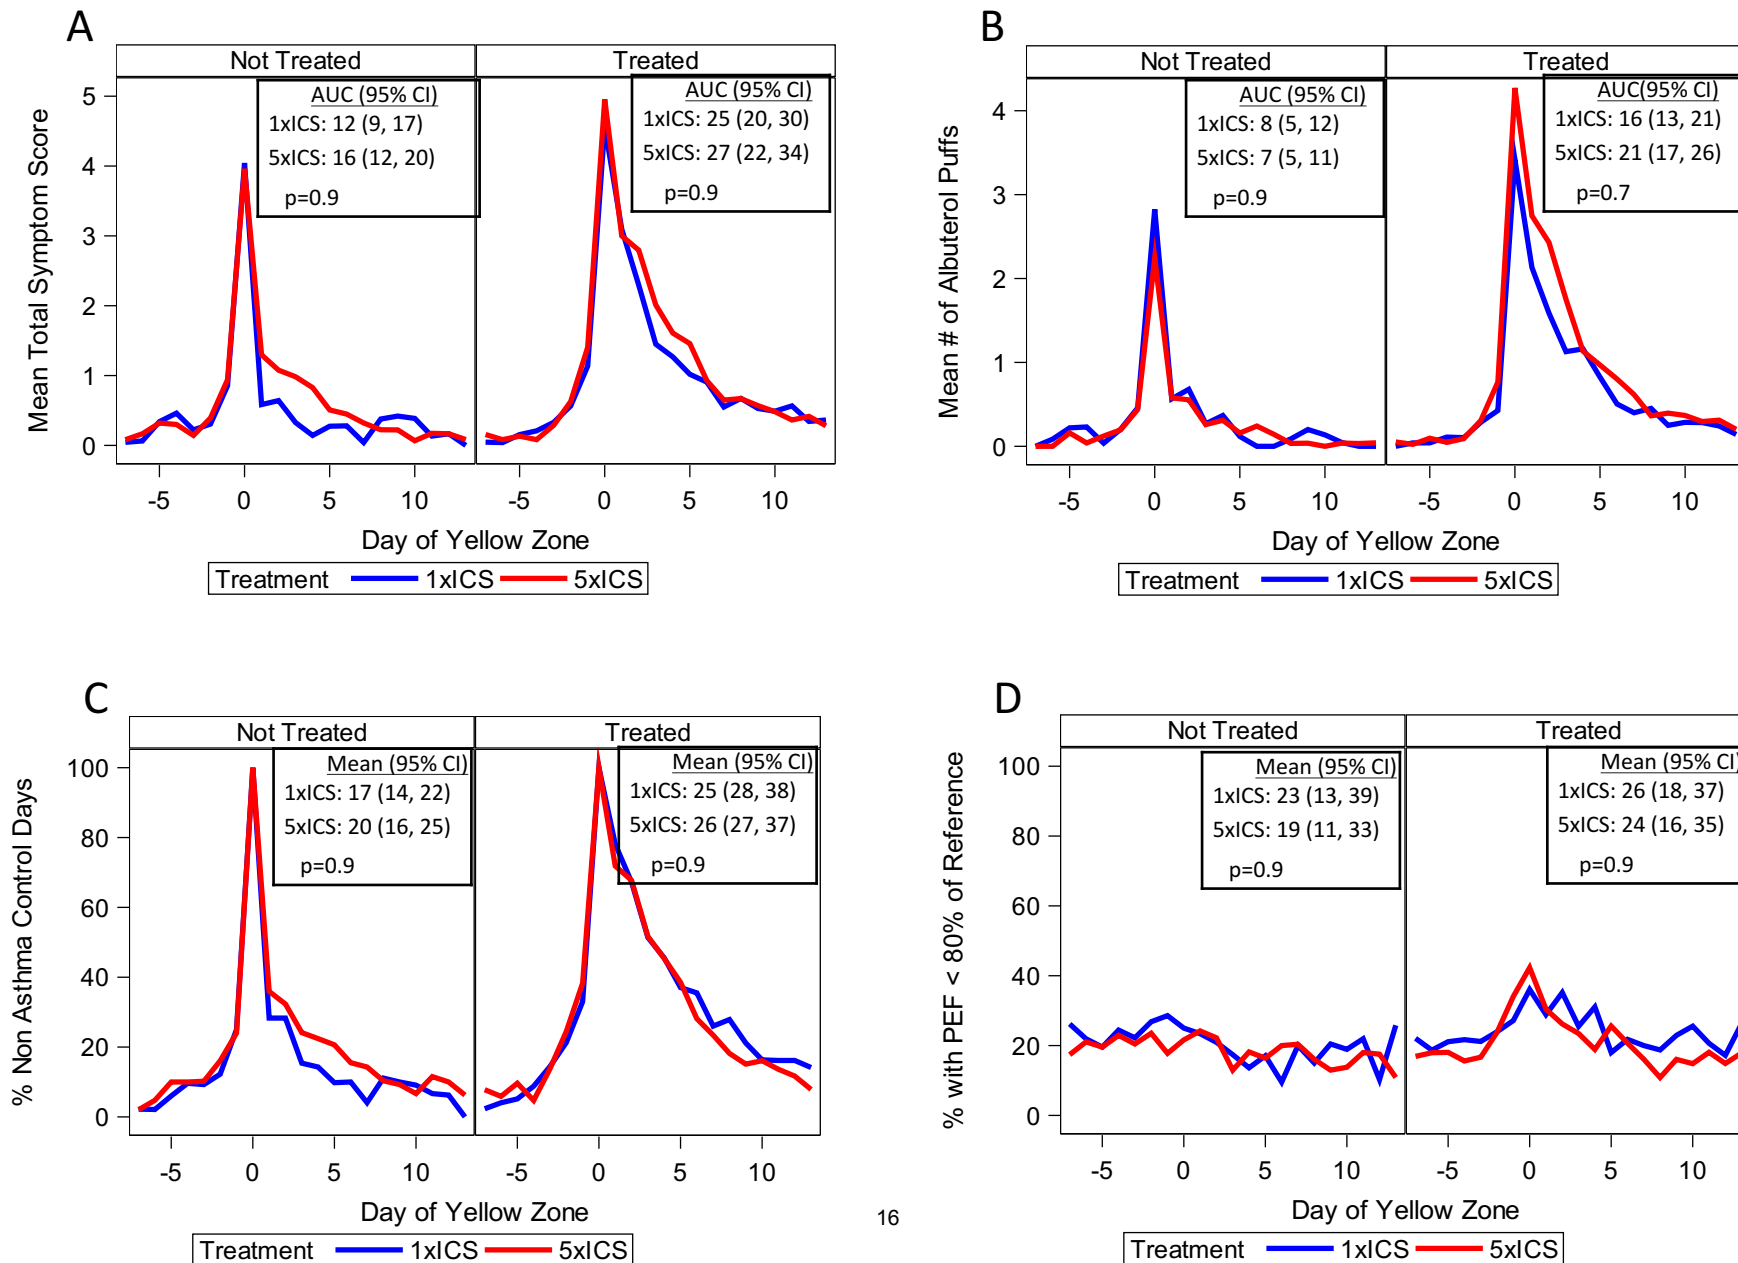 A
Not Treated
Treated
AUC (95% CI)
1xICS: 12 (9, 17)
5xICS: 16 (12, 20)
p=0.9
AUC (95% CI)
1xICS: 25 (20, 30)
5xICS: 27 (22, 34)
p=0.9
5
4
3
2
1
0
Mean Total Symptom Score
-5 0 5 10
-5 0 5 10
Day of Yellow Zone
Treatment 1xICS 5xICS
B
Not Treated
Treated
AUC (95% CI)
1xICS: 8 (5, 12)
5xICS: 7 (5, 11)
p=0.9
AUC(95% CI)
1xICS: 16 (13, 21)
5xICS: 21 (17, 26)
p=0.7
4
3
2
1
0
Mean # of Albuterol Puffs
-5 0 5 10
-5 0 5 10
Day of Yellow Zone
Treatment 1xICS 5xICS
C
Not Treated
Treated
Mean (95% CI)
1xICS: 17 (14, 22)
5xICS: 20 (16, 25)
p=0.9
Mean (95% CI)
1xICS: 25 (28, 38)
5xICS: 26 (27, 37)
p=0.9
100
80
60
40
20
0
% Non Asthma Control Days
-5 0 5 10
-5 0 5 10
Day of Yellow Zone
Treatment 1xICS 5xICS
D
Not Treated
Treated
Mean (95% CI)
1xICS: 23 (13, 39)
5xICS: 19 (11, 33)
p=0.9
Mean (95% CI)
1xICS: 26 (18, 37)
5xICS: 24 (16, 35)
p=0.9
100
80
60
40
20
0
% with PEF < 80% of Reference
-5 0 5 10
-5 0 5 10
Day of Yellow Zone
Treatment 1xICS 5xICS
16